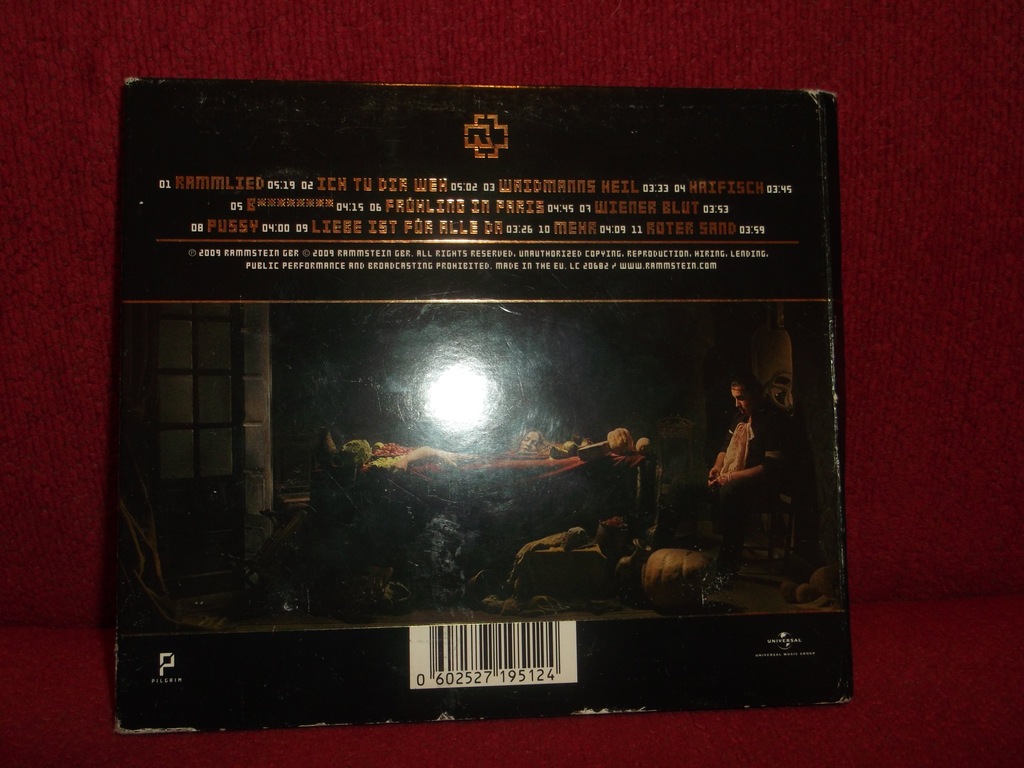 01 RAMMLIED 05:19 02 ICH TU DIR WEH 05:02 03 WAIDMANNS HEIL 03:33 04 HAIFISCH 03:45
05 B******** 04:15 06 FRÜHLING IN PARIS 04:45 07 WIENER BLUT 03:53
08 PUSSY 04:00 09 LIEBE IST FÜR ALLE DA 03:26 10 MEHR 04:09 11 ROTER SAND 03:59
℗ 2009 RAMMSTEIN GBR © 2009 RAMMSTEIN GBR. ALL RIGHTS RESERVED. UNAUTHORIZED COPYING, REPRODUCTION, HIRING, LENDING,
PUBLIC PERFORMANCE AND BROADCASTING PROHIBITED. MADE IN THE EU. LC 20682 / WWW.RAMMSTEIN.COM
PILGRIM
0 602527 195124
UNIVERSAL
UNIVERSAL MUSIC GROUP